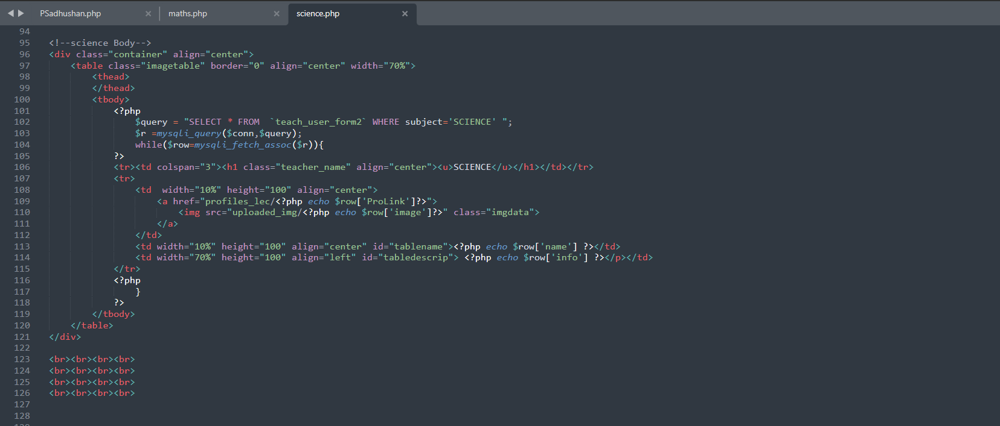 PSadhushan.php × maths.php × science.php ×
94
95 <!--science Body-->
96 <div class="container" align="center">
97 <table class="imagetable" border="0" align="center" width="70%">
98 <thead>
99 </thead>
100 <tbody>
101 <?php
102 $query = "SELECT * FROM  `teach_user_form2` WHERE subject='SCIENCE' ";
103 $r =mysqli_query($conn,$query);
104 while($row=mysqli_fetch_assoc($r)){
105 ?>
106 <tr><td colspan="3"><h1 class="teacher_name" align="center"><u>SCIENCE</u></h1></td></tr>
107 <tr>
108 <td  width="10%" height="100" align="center">
109 <a href="profiles_lec/<?php echo $row['ProLink']?>">
110 <img src="uploaded_img/<?php echo $row['image']?>" class="imgdata">
111 </a>
112 </td>
113 <td width="10%" height="100" align="center" id="tablename"><?php echo $row['name'] ?></td>
114 <td width="70%" height="100" align="left" id="tabledescrip"> <?php echo $row['info'] ?></p></td>
115 </tr>
116 <?php
117 }
118 ?>
119 </tbody>
120 </table>
121 </div>
122
123 <br><br><br><br>
124 <br><br><br><br>
125 <br><br><br><br>
126 <br><br><br><br>
127
128